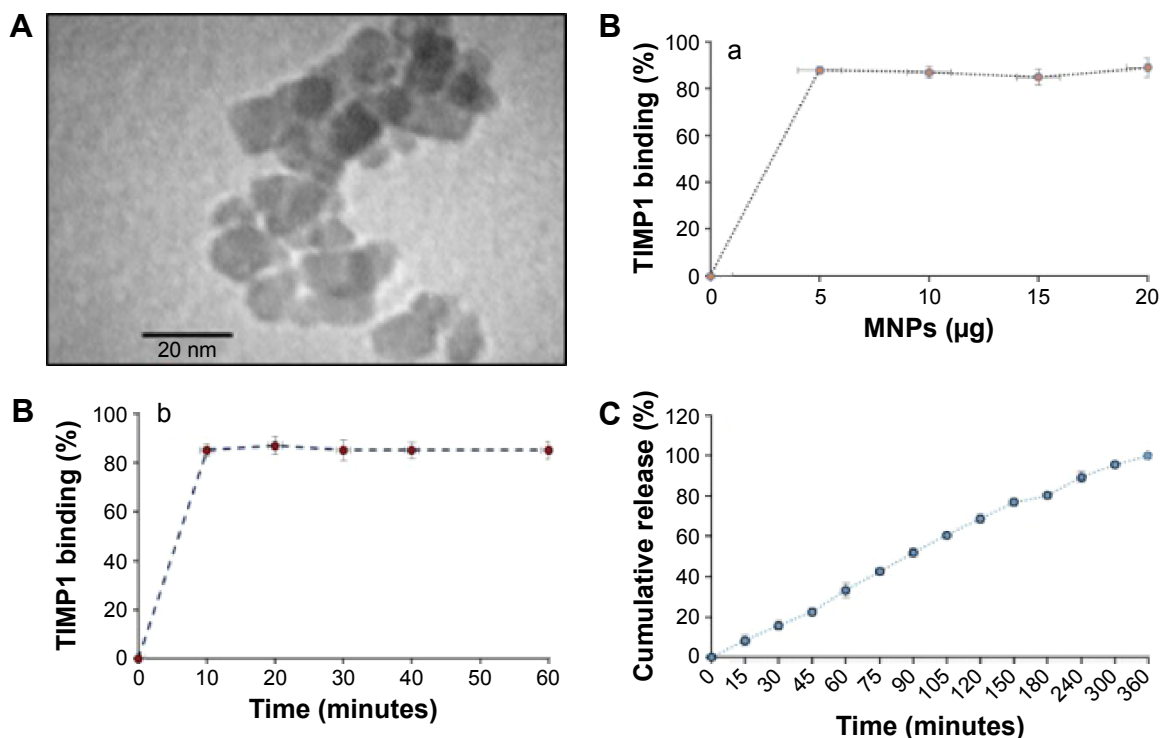 A
20 nm
B
a
TIMP1 binding (%)
100
80
60
40
20
0
0 5 10 15 20
MNPs (µg)
B
b
TIMP1 binding (%)
100
80
60
40
20
0
0 10 20 30 40 50 60
Time (minutes)
C
Cumulative release (%)
120
100
80
60
40
20
0
0 15 30 45 60 75 90 105 120 150 180 240 300 360
Time (minutes)